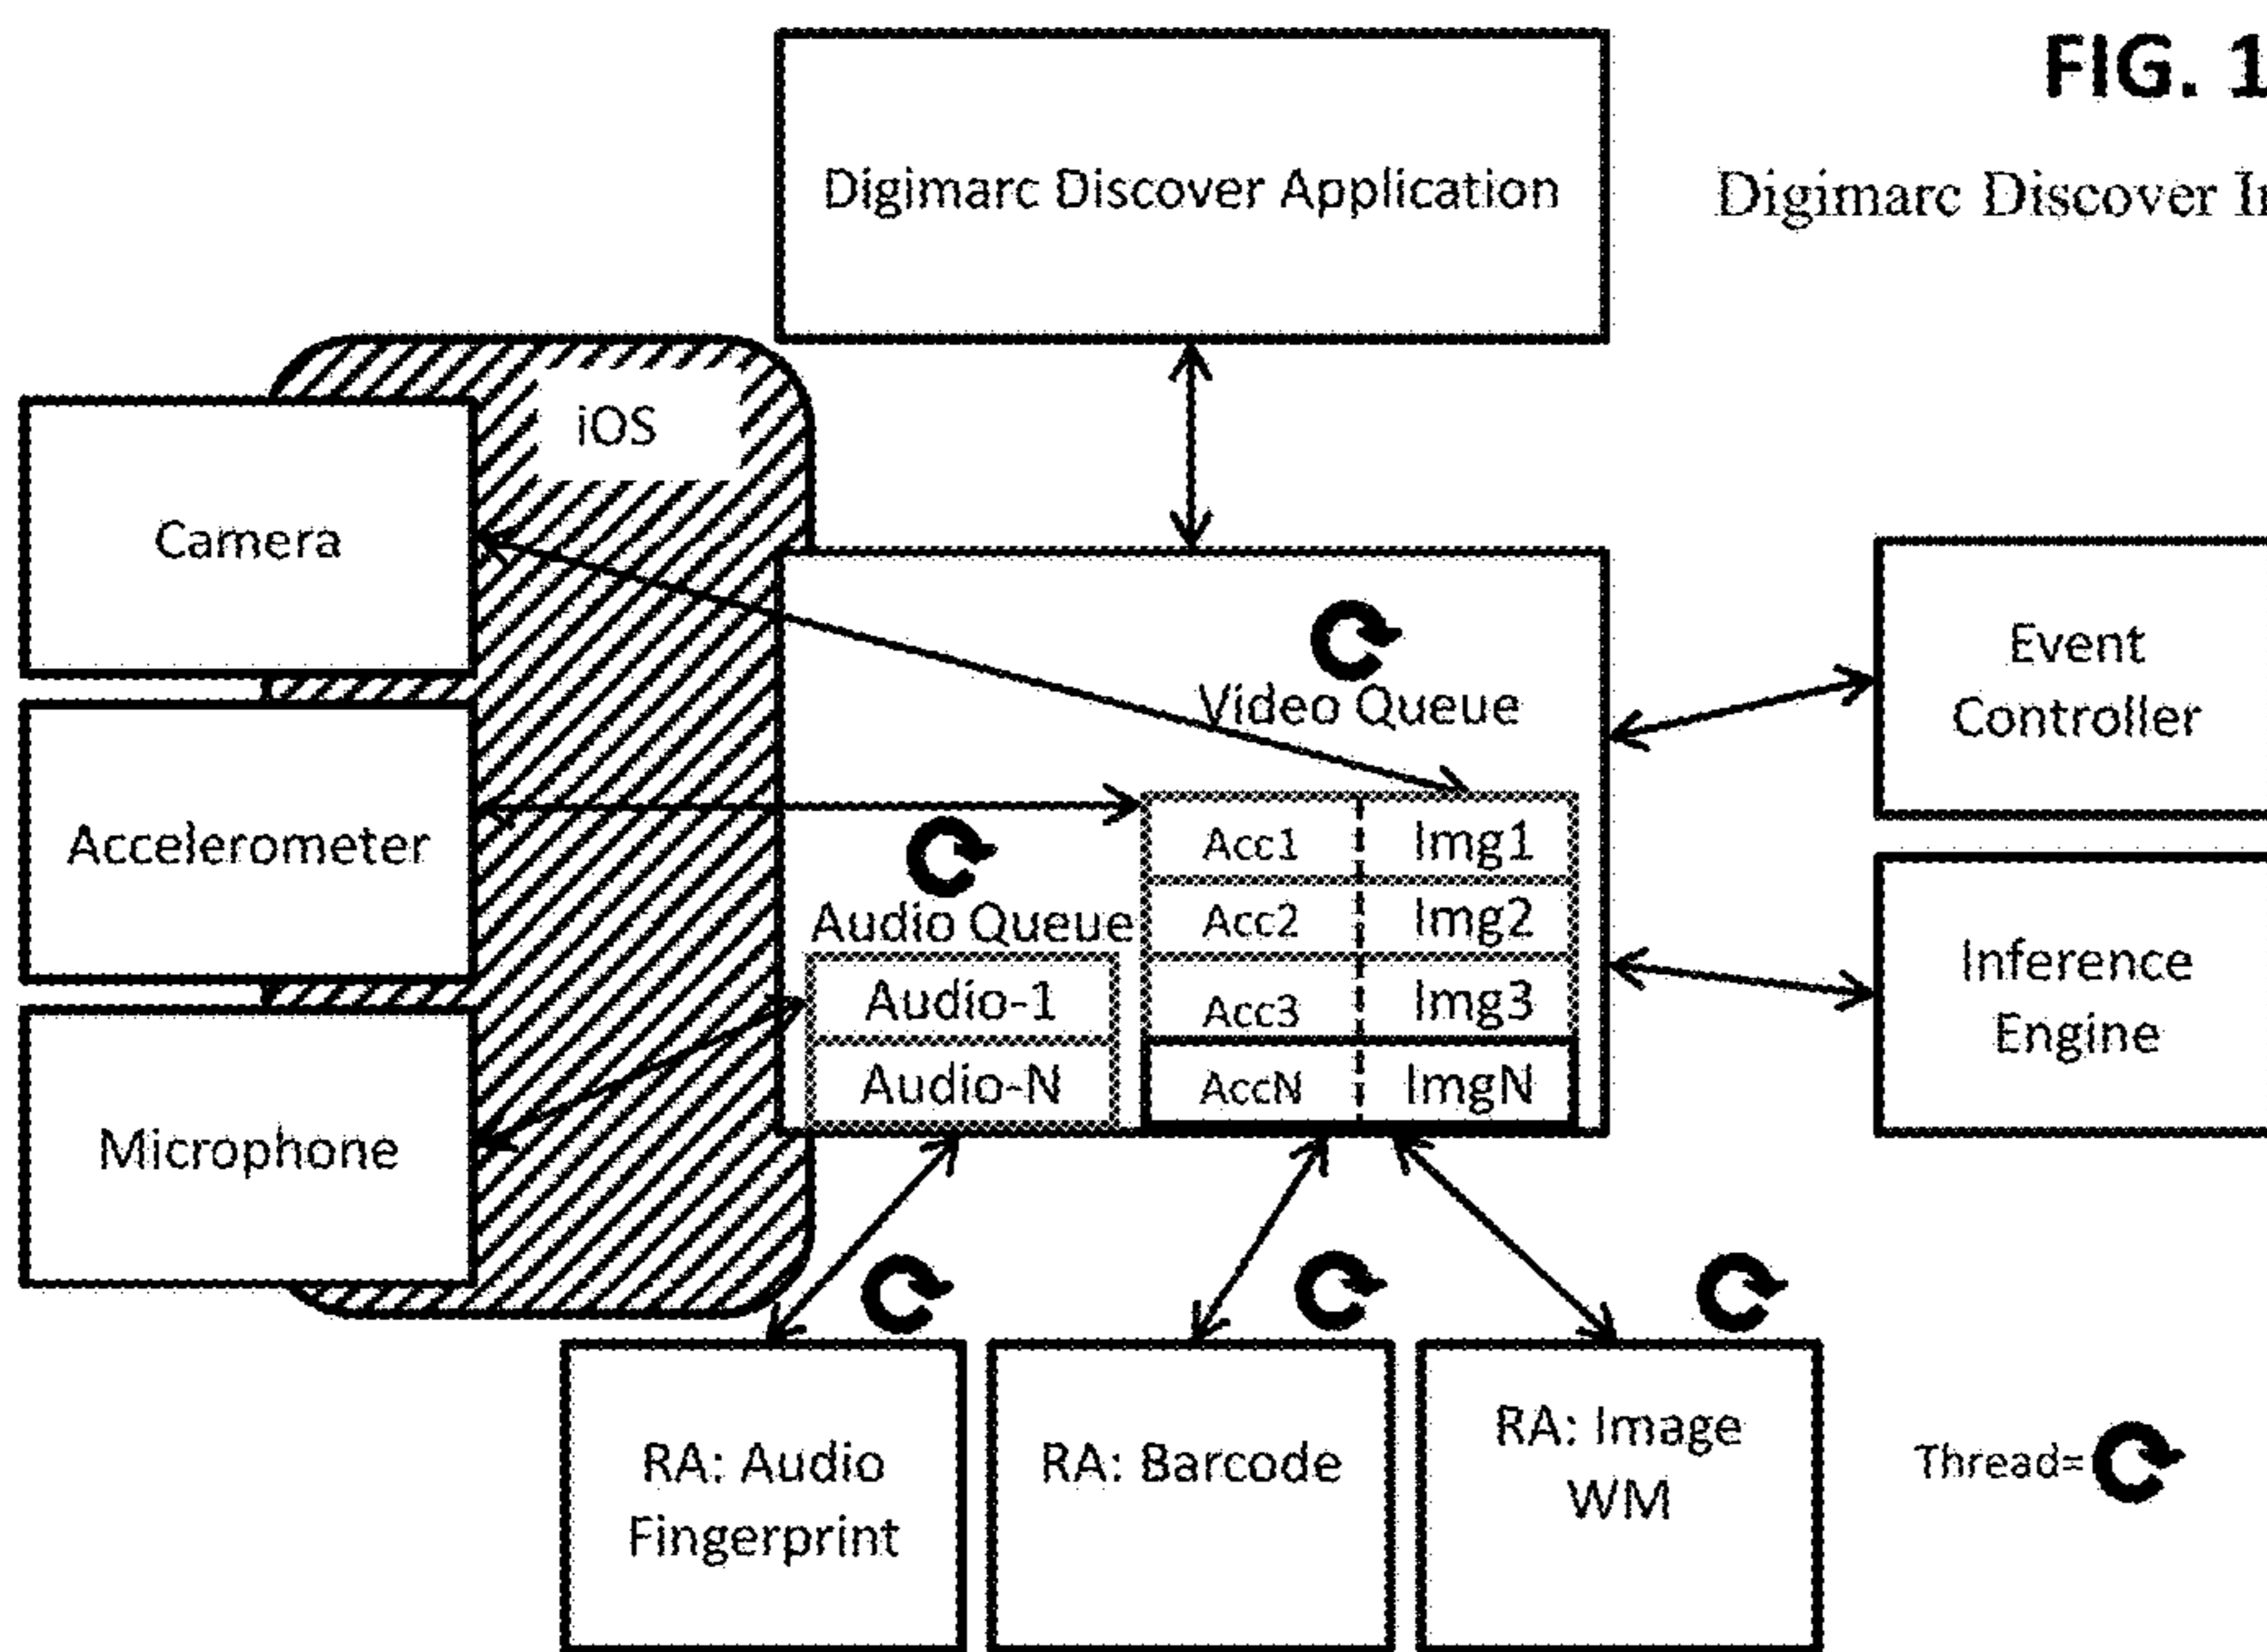 FIG. 1
Digimarc Discover Application
Digimarc Discover
iOS
Camera
Accelerometer
Microphone
Video Queue
Audio Queue
Acc1 Img1
Acc2 Img2
Acc3 Img3
AccN ImgN
Audio-1
Audio-N
Event
Controller
Inference
Engine
RA: Audio
Fingerprint
RA: Barcode
RA: Image
WM
Thread=